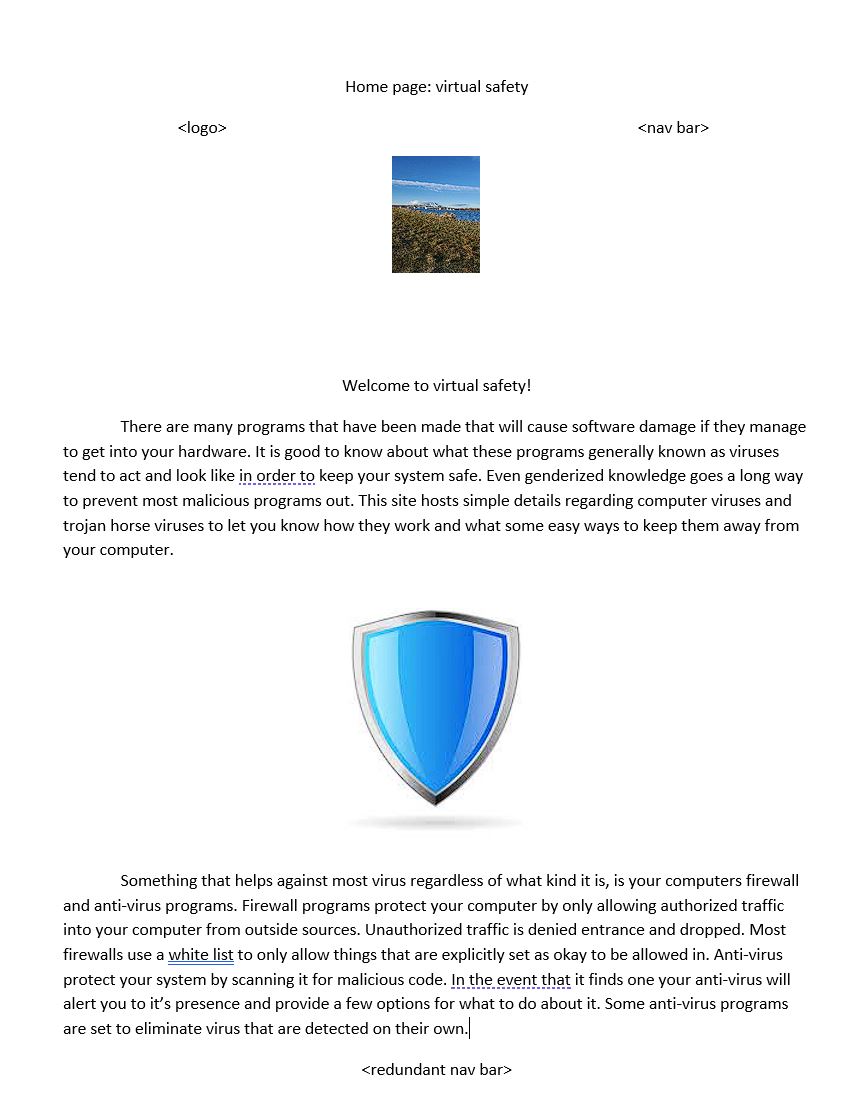 Home page: virtual safety
<logo> <nav bar>
Welcome to virtual safety!
There are many programs that have been made that will cause software damage if they manage
to get into your hardware. It is good to know about what these programs generally known as viruses
tend to act and look like in order to keep your system safe. Even genderized knowledge goes a long way
to prevent most malicious programs out. This site hosts simple details regarding computer viruses and
trojan horse viruses to let you know how they work and what some easy ways to keep them away from
your computer.
Something that helps against most virus regardless of what kind it is, is your computers firewall
and anti-virus programs. Firewall programs protect your computer by only allowing authorized traffic
into your computer from outside sources. Unauthorized traffic is denied entrance and dropped. Most
firewalls use a white list to only allow things that are explicitly set as okay to be allowed in. Anti-virus
protect your system by scanning it for malicious code. In the event that it finds one your anti-virus will
alert you to it’s presence and provide a few options for what to do about it. Some anti-virus programs
are set to eliminate virus that are detected on their own.
<redundant nav bar>